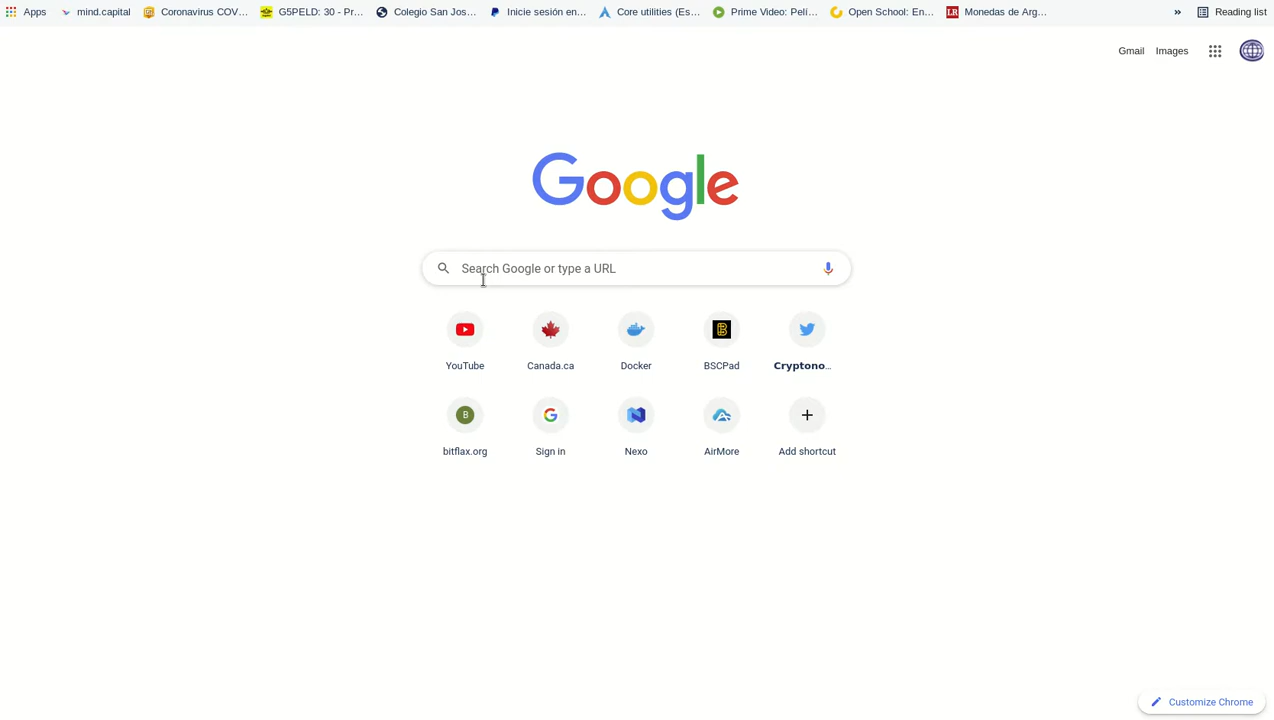 Apps mind.capital Coronavirus COV... G5PELD: 30 - Pr... Colegio San Jos... Inicie sesión en... Core utilities (Es... Prime Video: Pelí... Open School: En... LR Monedas de Arg... » Reading list
Gmail Images
Google
Search Google or type a URL
YouTube Canada.ca Docker BSCPad Cryptono...
B
bitflax.org Sign in Nexo AirMore Add shortcut
Customize Chrome